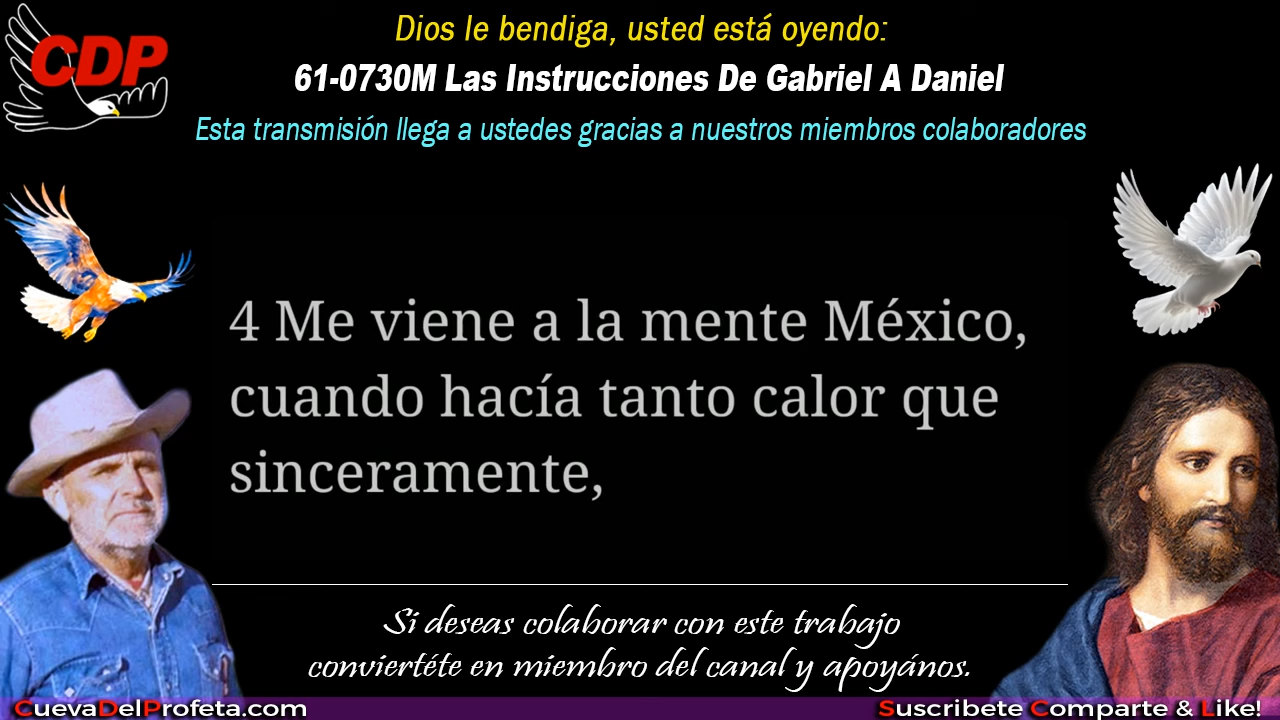 CDP
Dios le bendiga, usted está oyendo:
61-0730M Las Instrucciones De Gabriel A Daniel
Esta transmisión llega a ustedes gracias a nuestros miembros colaboradores
4 Me viene a la mente México,
cuando hacía tanto calor que
sinceramente,
Si deseas colaborar con este trabajo
conviertéte en miembro del canal y apoyános.
CuevaDelProfeta.com
Suscribete Comparte & Like!